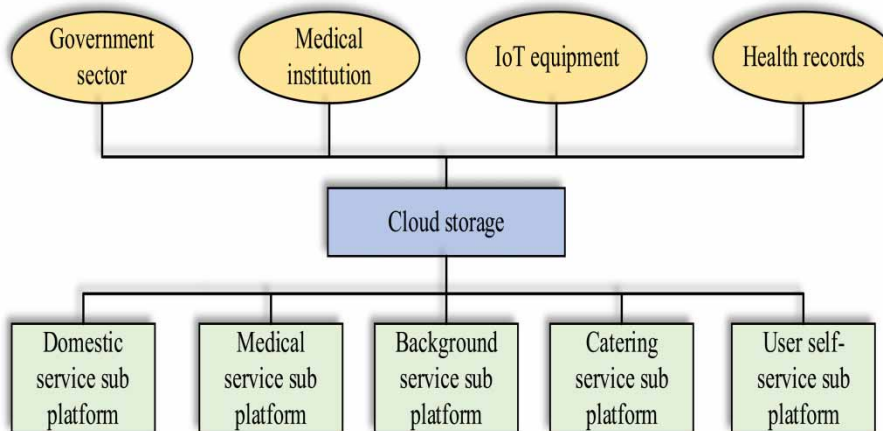 Government
sector
Medical
institution
IoT equipment
Health records
Cloud storage
Domestic
service sub
platform
Medical
service sub
platform
Background
service sub
platform
Catering
service sub
platform
User self-
service sub
platform